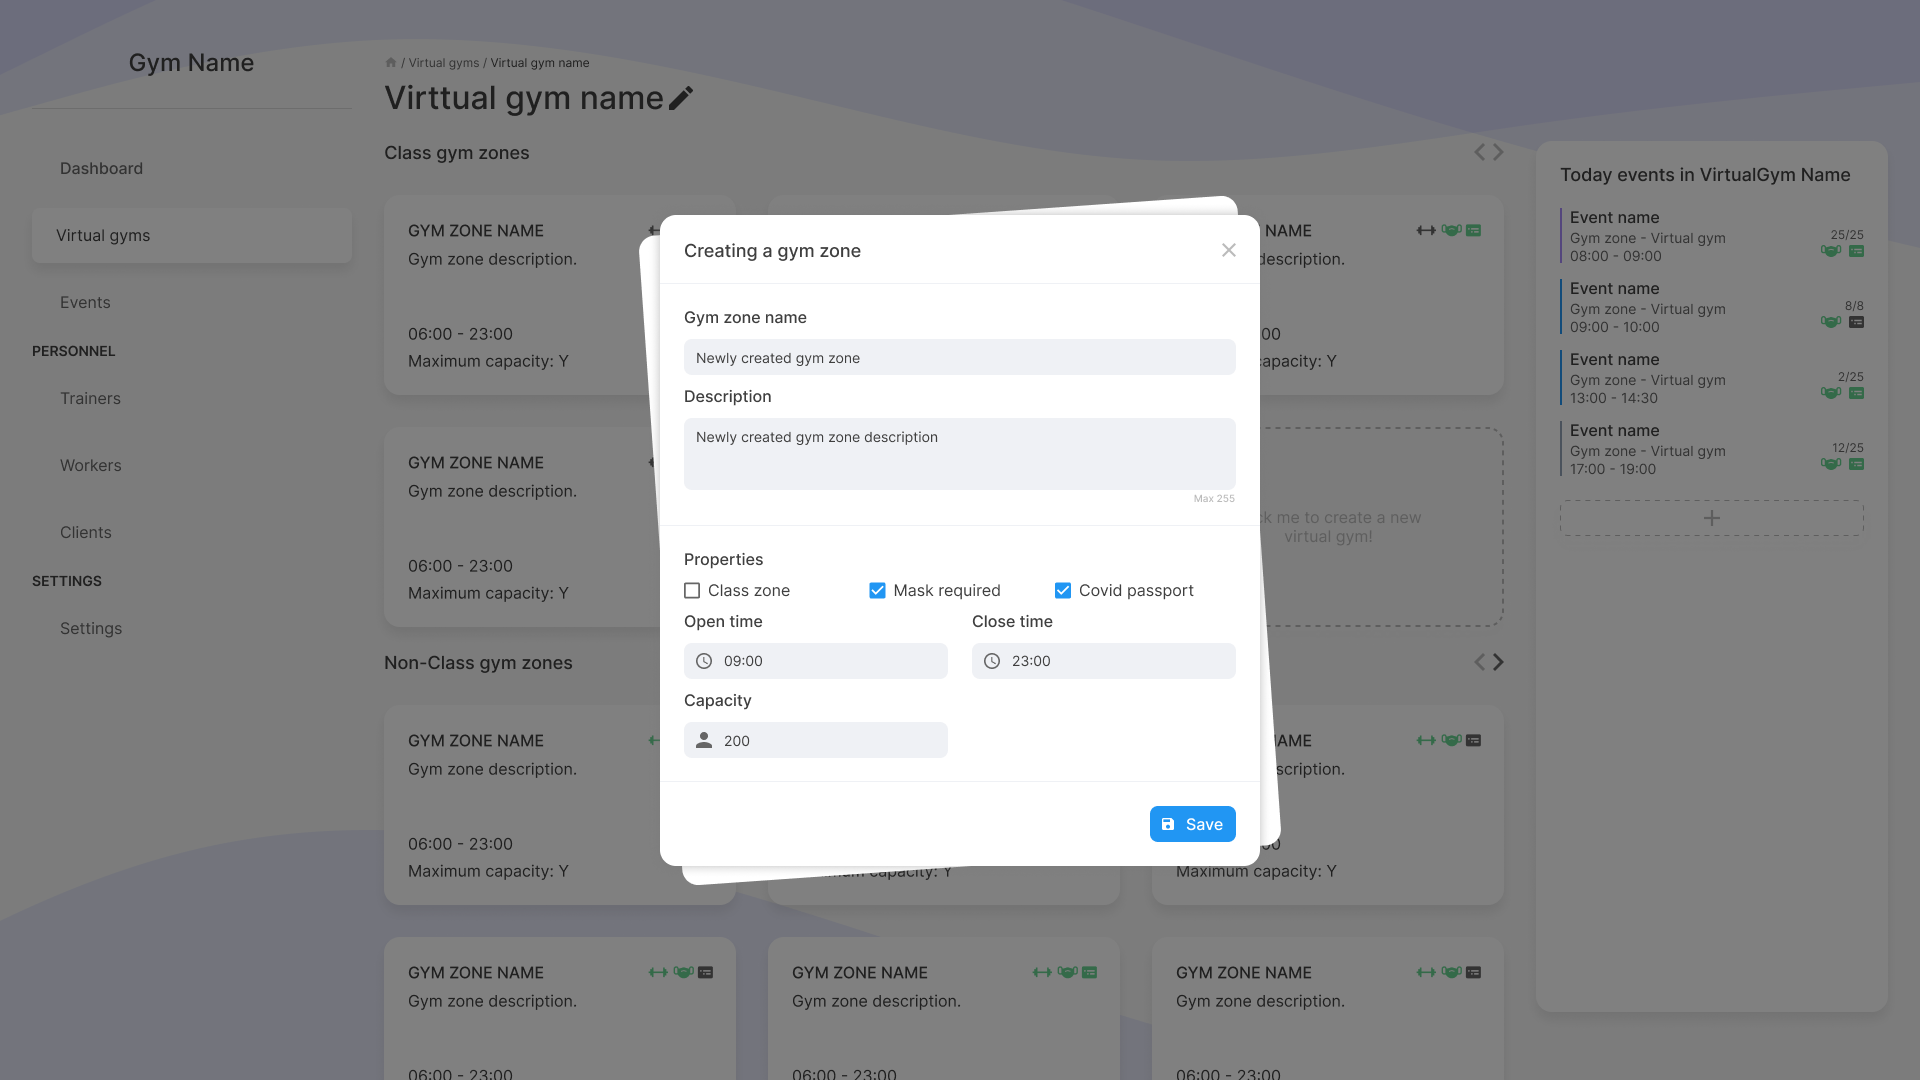 Gym Name
Dashboard
Virtual gyms
Events
PERSONNEL
Trainers
Workers
Clients
SETTINGS
Settings
/ Virtual gyms / Virtual gym name
Virttual gym name
Class gym zones
GYM ZONE NAME
Gym zone description.
06:00 - 23:00
Maximum capacity: Y
NAME
description.
:00
capacity: Y
GYM ZONE NAME
Gym zone description.
06:00 - 23:00
Maximum capacity: Y
me to create a new
virtual gym!
Creating a gym zone
Gym zone name
Newly created gym zone
Description
Newly created gym zone description
Max 255
Properties
Class zone
Mask required
Covid passport
Open time
Close time
09:00
23:00
Capacity
200
Save
Non-Class gym zones
GYM ZONE NAME
Gym zone description.
06:00 - 23:00
Maximum capacity: Y
capacity: Y
Maximum capacity: Y
GYM ZONE NAME
Gym zone description.
06:00 - 23:00
GYM ZONE NAME
Gym zone description.
06:00 - 23:00
GYM ZONE NAME
Gym zone description.
06:00 - 23:00
Today events in VirtualGym Name
Event name
Gym zone - Virtual gym
25/25
08:00 - 09:00
Event name
Gym zone - Virtual gym
8/8
09:00 - 10:00
Event name
Gym zone - Virtual gym
2/25
13:00 - 14:30
Event name
Gym zone - Virtual gym
12/25
17:00 - 19:00